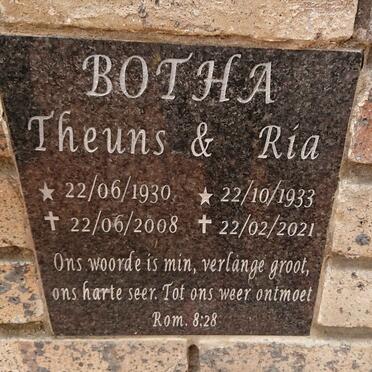 BOTHA
Theuns & Ria
★ 22/06/1930 ★ 22/10/1933
✝ 22/06/2008 ✝ 22/02/2021
Ons woorde is min, verlange groot,
ons harte seer. Tot ons weer ontmoet
Rom. 8:28